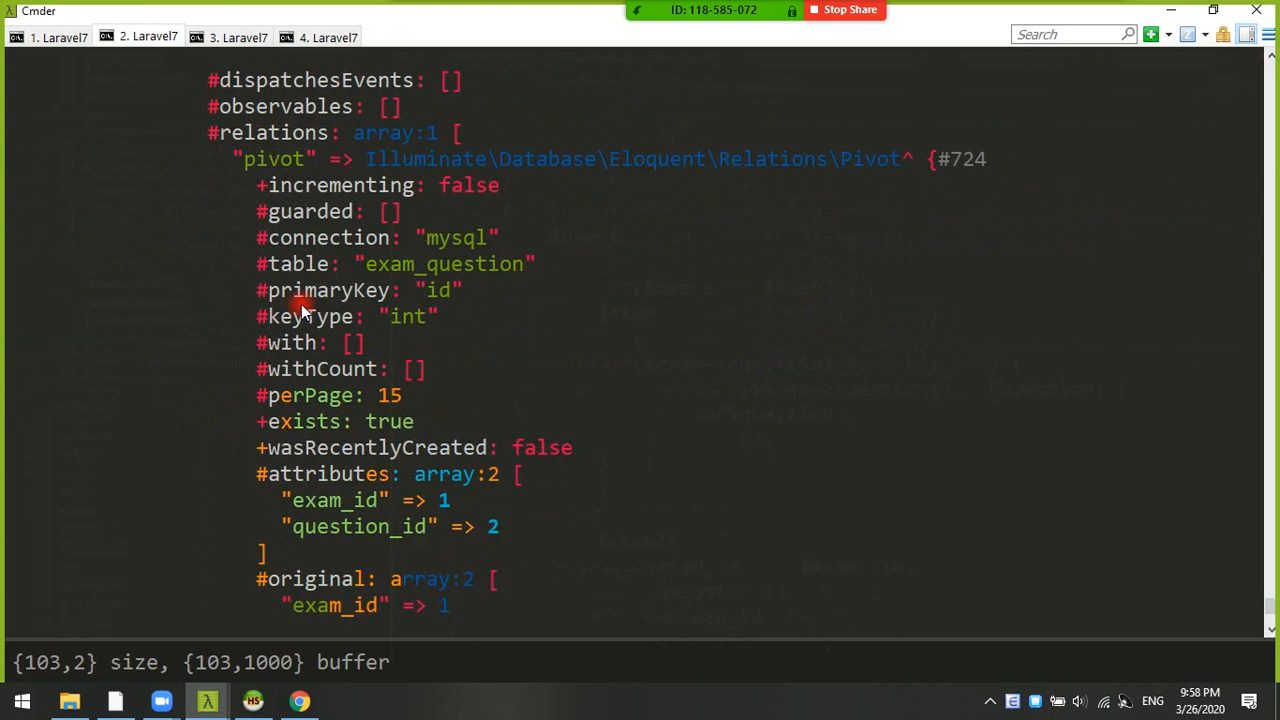 Cmder
ID: 118-585-072
Stop Share
1. Laravel7
2. Laravel7
3. Laravel7
4. Laravel7
Search
#dispatchesEvents: []
#observables: []
#relations: array:1 [
"pivot" => Illuminate\Database\Eloquent\Relations\Pivot^ {#724
+incrementing: false
#guarded: []
#connection: "mysql"
#table: "exam_question"
#primaryKey: "id"
#keyType: "int"
#with: []
#withCount: []
#perPage: 15
+exists: true
+wasRecentlyCreated: false
#attributes: array:2 [
"exam_id" => 1
"question_id" => 2
]
#original: array:2 [
"exam_id" => 1
{103,2} size, {103,1000} buffer
HS
ENG
9:58 PM
3/26/2020